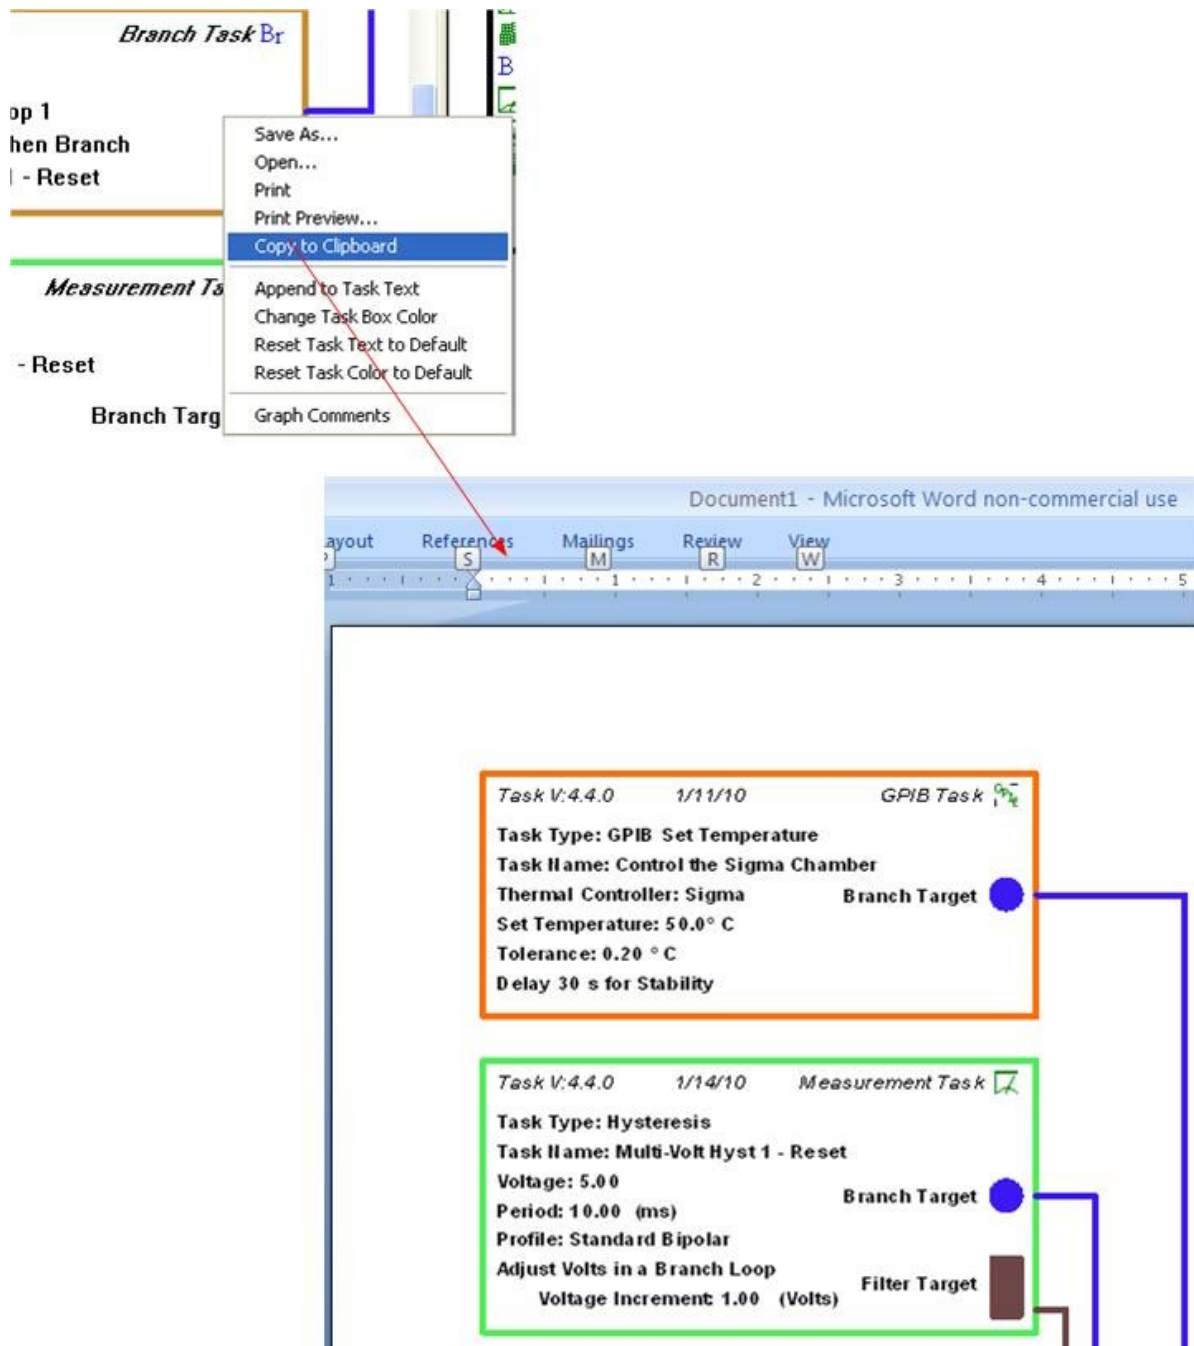 Branch Task Br
B
op 1
hen Branch
- Reset
Save As...
Open...
Print
Print Preview...
Copy to Clipboard
Append to Task Text
Change Task Box Color
Reset Task Text to Default
Reset Task Color to Default
Graph Comments
Measurement Ta
- Reset
Branch Targ
Document1 - Microsoft Word non-commercial use
ayout References Mailings Review View
S M R W
1 1 2 3 4 5
Task V:4.4.0 1/11/10 GPIB Task
Task Type: GPIB Set Temperature
Task Name: Control the Sigma Chamber
Thermal Controller: Sigma Branch Target
Set Temperature: 50.0° C
Tolerance: 0.20 ° C
Delay 30 s for Stability
Task V:4.4.0 1/14/10 Measurement Task
Task Type: Hysteresis
Task Name: Multi-Volt Hyst 1 - Reset
Voltage: 5.00
Branch Target
Period: 10.00 (ms)
Profile: Standard Bipolar
Adjust Volts in a Branch Loop
Filter Target
Voltage Increment: 1.00 (Volts)